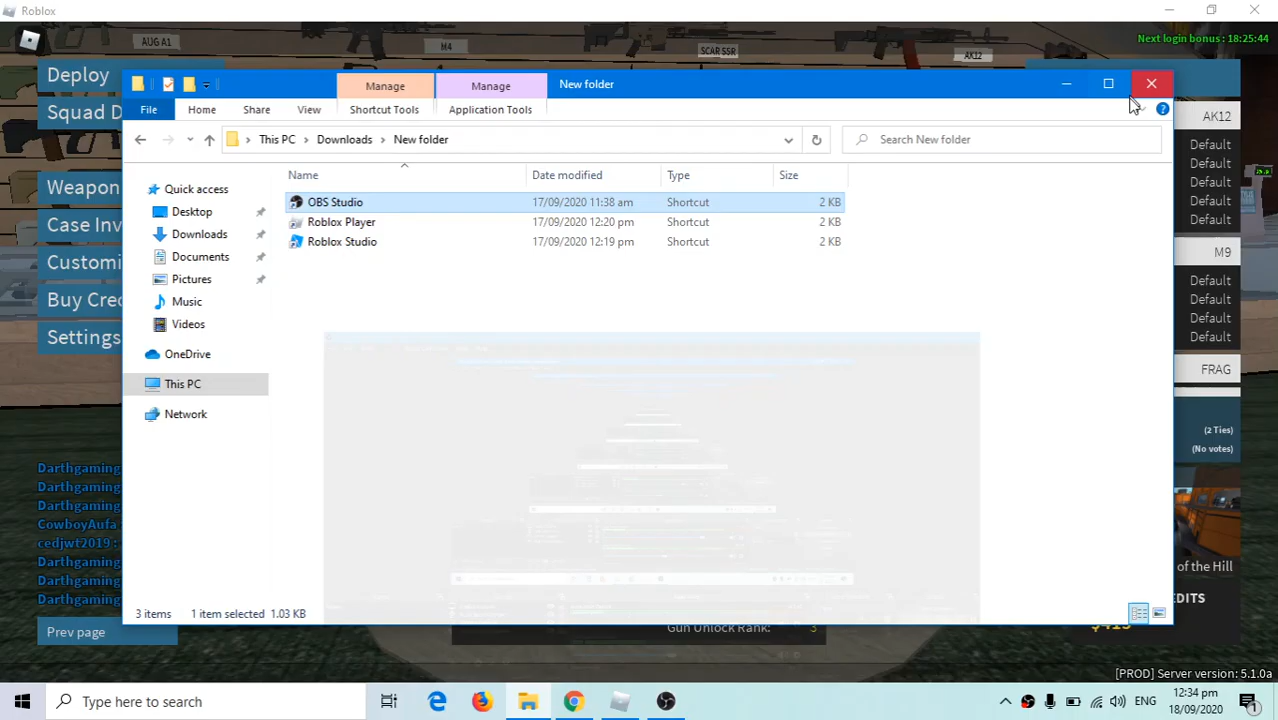 Roblox
AUG A1
M4
SCAR SSR
AK12
Next login bonus : 18:25:44
Deploy
Squad D
Weapon
Case Inv
Customi
Buy Cre
Settings
Manage
Manage
New folder
File
Home
Share
View
Shortcut Tools
Application Tools
This PC
Downloads
New folder
Search New folder
Name
Date modified
Type
Size
OBS Studio 17/09/2020 11:38 am Shortcut 2 KB
Roblox Player 17/09/2020 12:20 pm Shortcut 2 KB
Roblox Studio 17/09/2020 12:19 pm Shortcut 2 KB
Quick access
Desktop
Downloads
Documents
Pictures
Music
Videos
OneDrive
This PC
Network
3 items 1 item selected 1.03 KB
AK12
Default
Default
Default
Default
Default
M9
Default
Default
Default
Default
FRAG
(2 Ties)
(No votes)
of the Hill
EDITS
Darthgaming
Darthgaming
Darthgaming
CowboyAufa
cedjwt2019 :
Darthgaming
Darthgaming
Darthgaming
Prev page
Gun Unlock Rank: 3
[PROD] Server version: 5.1.0a
Type here to search
ENG
12:34 pm
18/09/2020
1